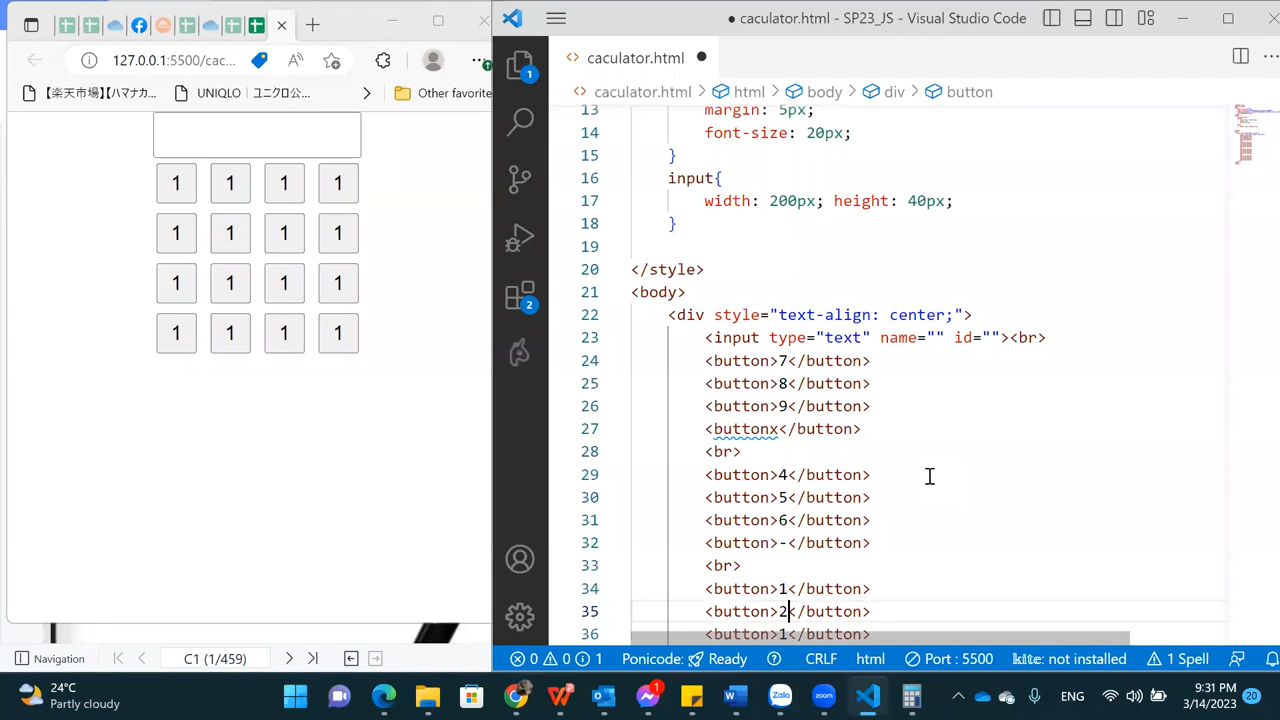 caculator.html - SP23_JS - Visual Studio Code
127.0.0.1:5500/cac...
【楽天市場】【ハマナカ...
UNIQLO｜ユニクロ公...
Other favorite
1 1 1 1
1 1 1 1
1 1 1 1
1 1 1 1
Navigation
C1 (1/459)
1
2
caculator.html
caculator.html > html > body > div > button
13 margin: 5px;
14 font-size: 20px;
15 }
16 input{
17 width: 200px; height: 40px;
18 }
19
20 </style>
21 <body>
22 <div style="text-align: center;">
23 <input type="text" name="" id=""><br>
24 <button>7</button>
25 <button>8</button>
26 <button>9</button>
27 <buttonx</button>
28 <br>
29 <button>4</button>
30 <button>5</button>
31 <button>6</button>
32 <button>-</button>
33 <br>
34 <button>1</button>
35 <button>2</button>
36 <button>1</button>
0 0 1 Ponicode: Ready CRLF html Port : 5500 kite: not installed 1 Spell
24°C
Partly cloudy
1
Zalo
zoom
ENG
9:31 PM
3/14/2023
20